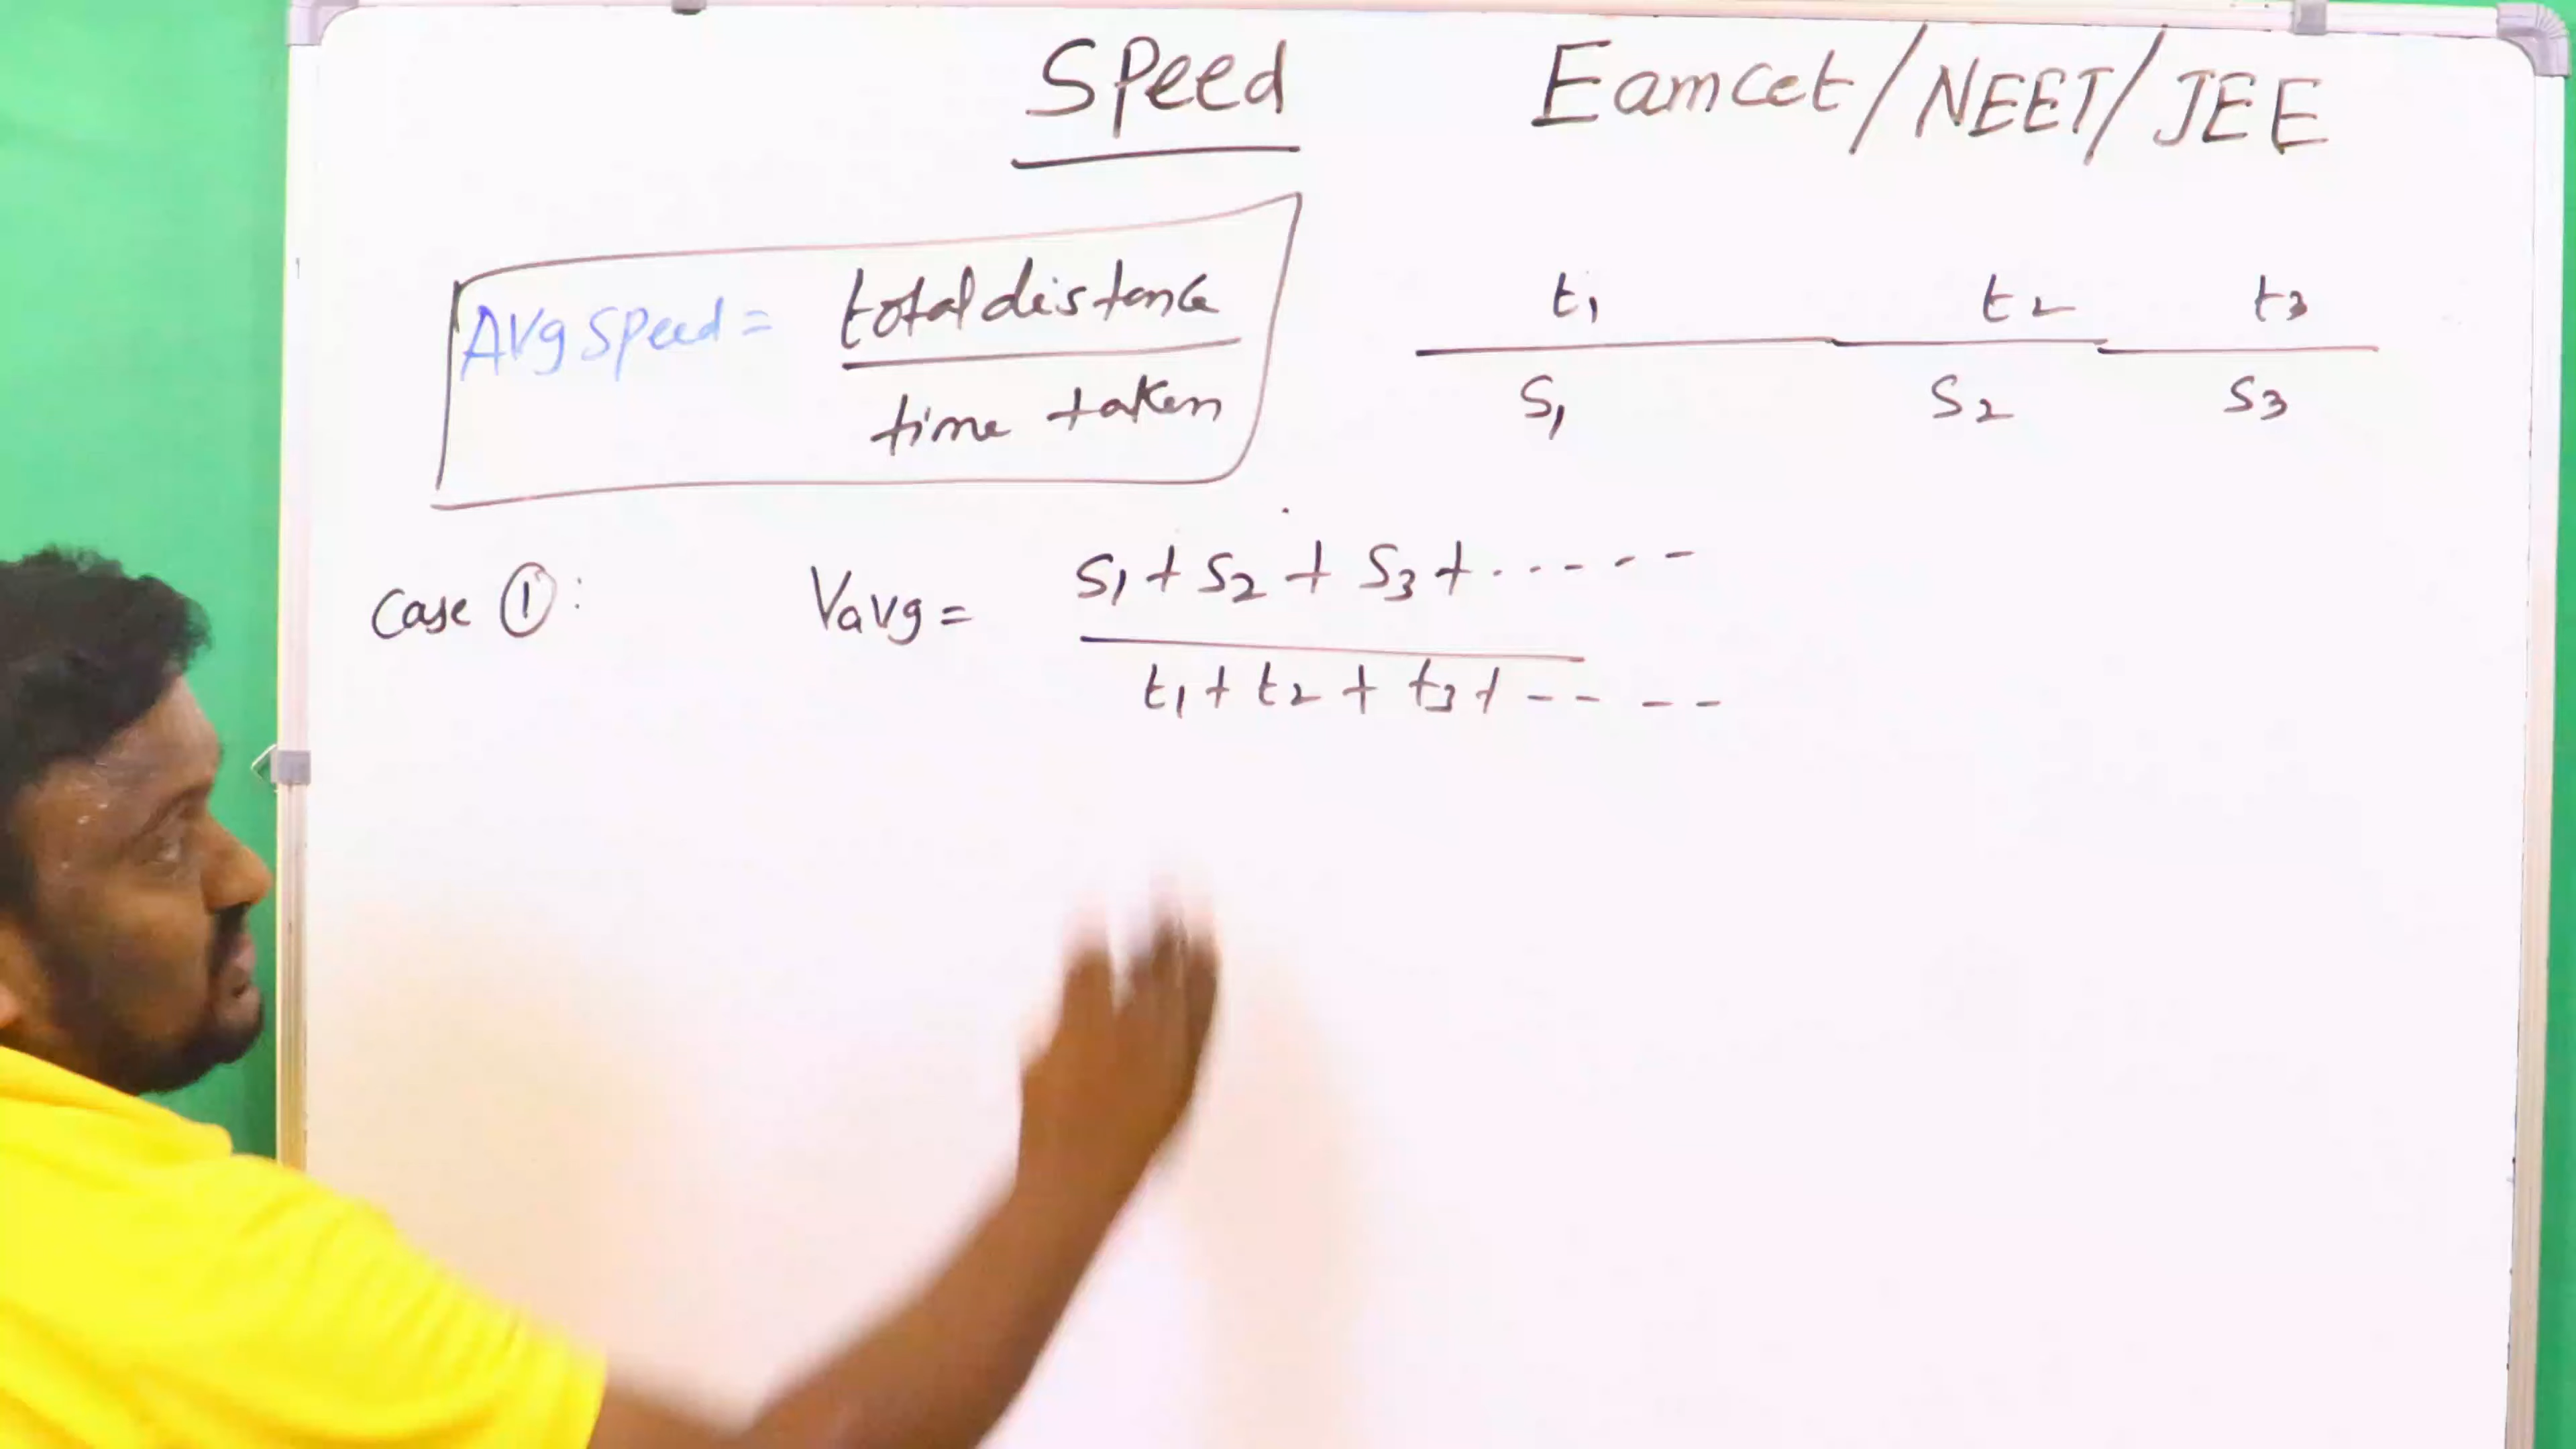 Speed Eamcet/NEET/JEE
Avg Speed = total distance / time taken
t₁ t₂ t₃
S₁ S₂ S₃
Case ①: Vavg = S₁ + S₂ + S₃ + ...---
t₁ + t₂ + t₃ + -- --